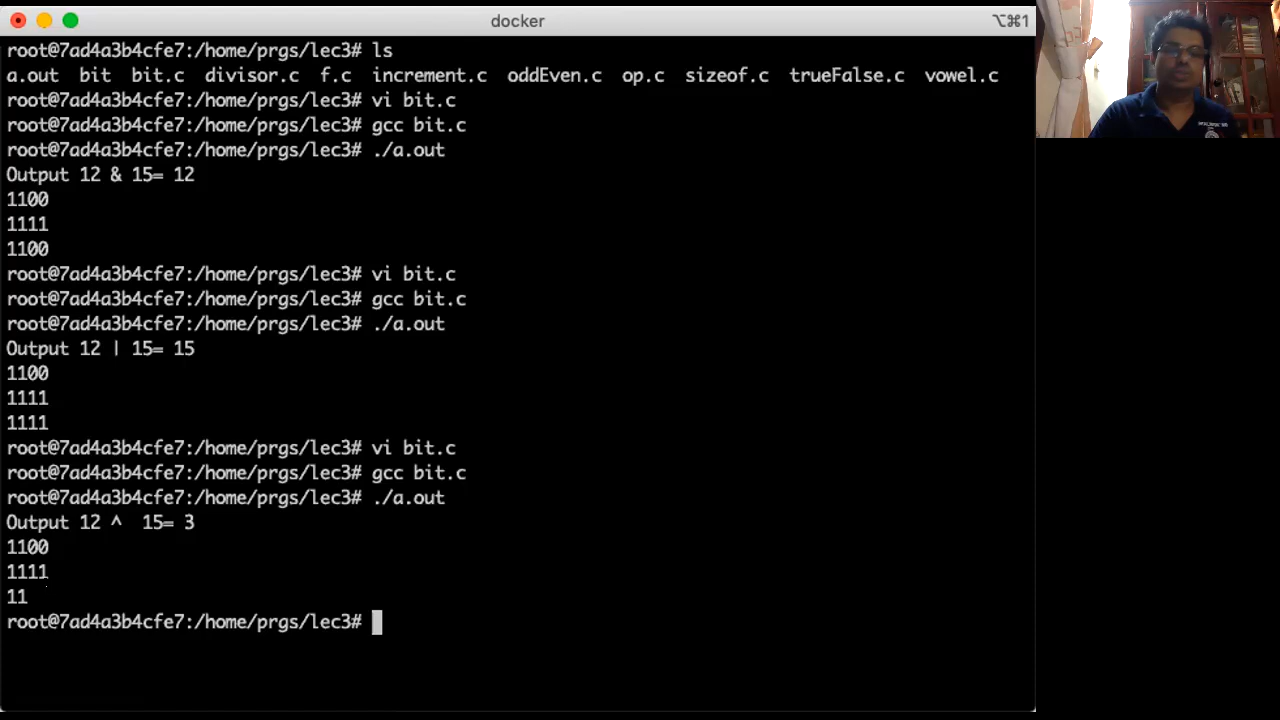 docker
⌥⌘1
root@7ad4a3b4cfe7:/home/prgs/lec3# ls
a.out  bit  bit.c  divisor.c  f.c  increment.c  oddEven.c  op.c  sizeof.c  trueFalse.c  vowel.c
root@7ad4a3b4cfe7:/home/prgs/lec3# vi bit.c
root@7ad4a3b4cfe7:/home/prgs/lec3# gcc bit.c
root@7ad4a3b4cfe7:/home/prgs/lec3# ./a.out
Output 12 & 15= 12
1100
1111
1100
root@7ad4a3b4cfe7:/home/prgs/lec3# vi bit.c
root@7ad4a3b4cfe7:/home/prgs/lec3# gcc bit.c
root@7ad4a3b4cfe7:/home/prgs/lec3# ./a.out
Output 12 | 15= 15
1100
1111
1111
root@7ad4a3b4cfe7:/home/prgs/lec3# vi bit.c
root@7ad4a3b4cfe7:/home/prgs/lec3# gcc bit.c
root@7ad4a3b4cfe7:/home/prgs/lec3# ./a.out
Output 12 ^  15= 3
1100
1111
11
root@7ad4a3b4cfe7:/home/prgs/lec3#